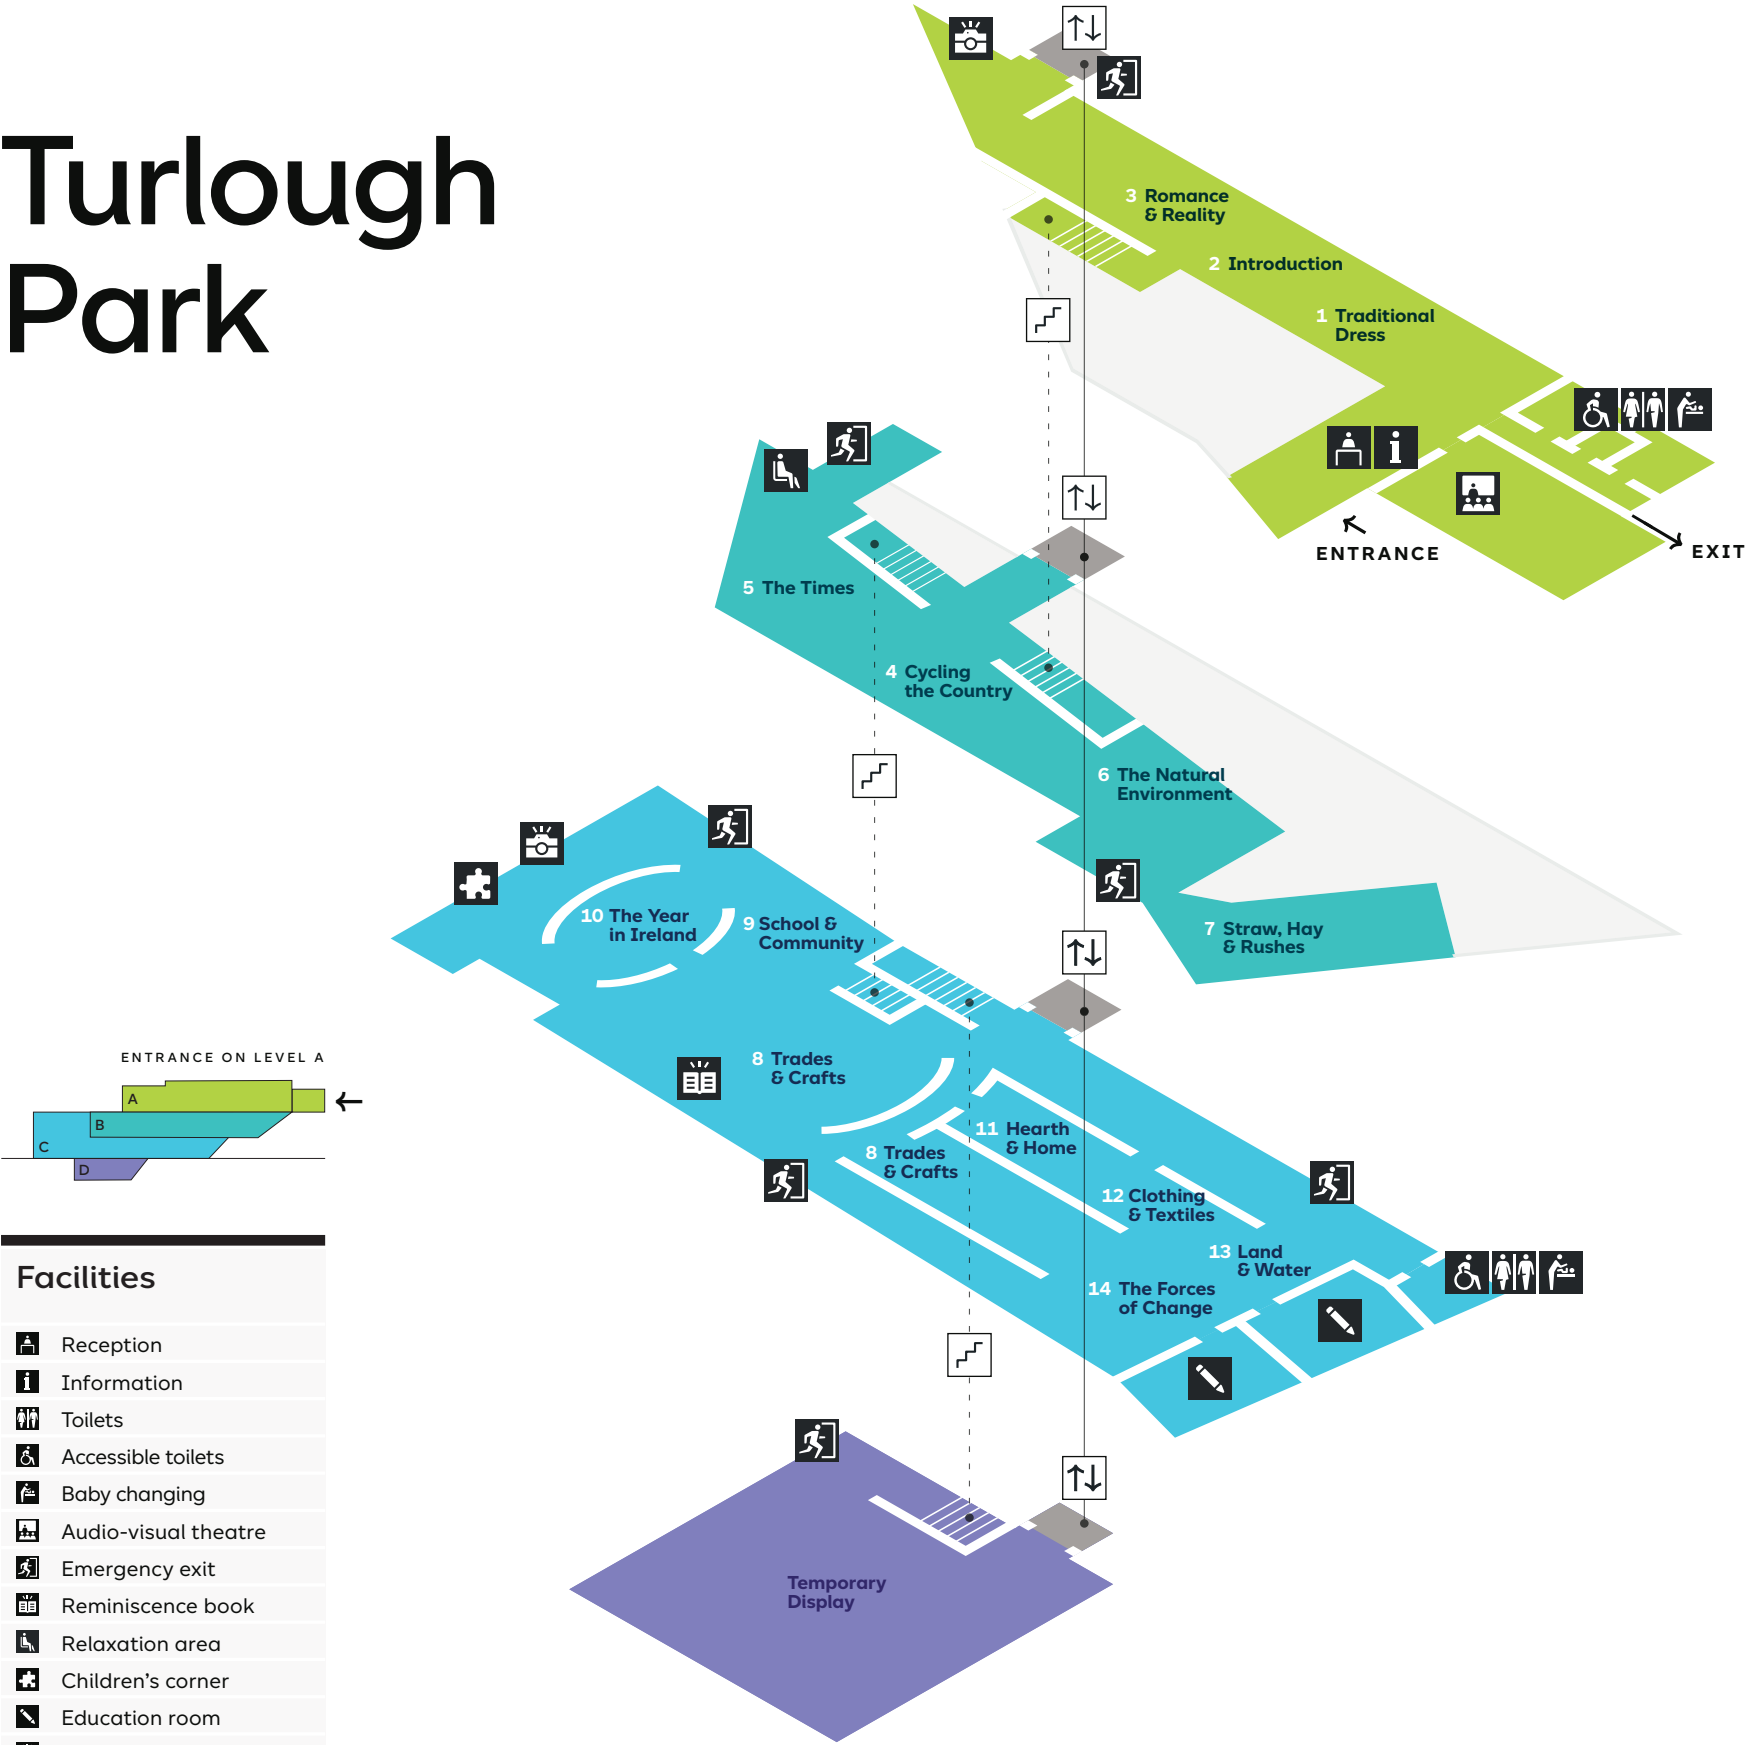 Turlough
Park
3 Romance
& Reality
2 Introduction
1 Traditional
Dress
ENTRANCE
EXIT
5 The Times
4 Cycling
the Country
6 The Natural
Environment
7 Straw, Hay
& Rushes
10 The Year
in Ireland
9 School &
Community
8 Trades
& Crafts
11 Hearth
& Home
8 Trades
& Crafts
12 Clothing
& Textiles
13 Land
& Water
14 The Forces
of Change
Temporary
Display
ENTRANCE ON LEVEL A
A
B
C
D
Facilities
Reception
Information
Toilets
Accessible toilets
Baby changing
Audio-visual theatre
Emergency exit
Reminiscence book
Relaxation area
Children’s corner
Education room